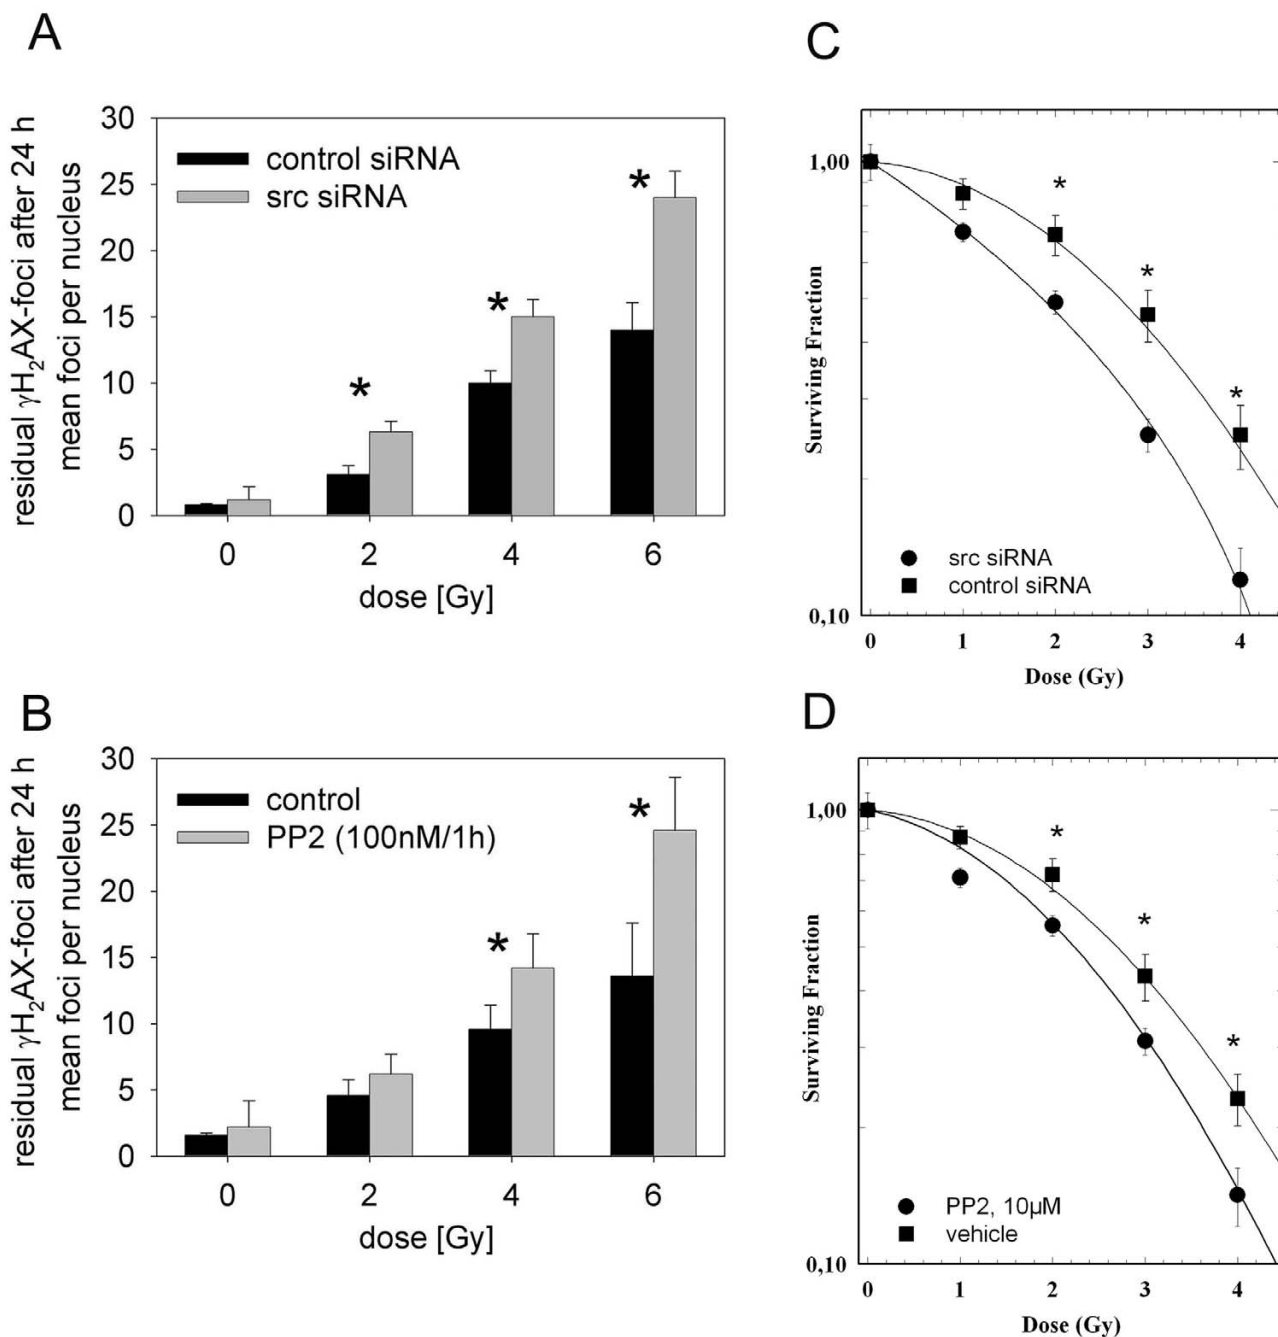 A
residual γH₂AX-foci after 24 h
mean foci per nucleus
30
25
20
15
10
5
0
control siRNA
src siRNA
*
*
*
0 2 4 6
dose [Gy]
B
residual γH₂AX-foci after 24 h
mean foci per nucleus
30
25
20
15
10
5
0
control
PP2 (100nM/1h)
*
*
0 2 4 6
dose [Gy]
C
Surviving Fraction
1,00
0,10
*
*
*
src siRNA
control siRNA
0 1 2 3 4
Dose (Gy)
D
Surviving Fraction
1,00
0,10
*
*
*
PP2, 10µM
vehicle
0 1 2 3 4
Dose (Gy)